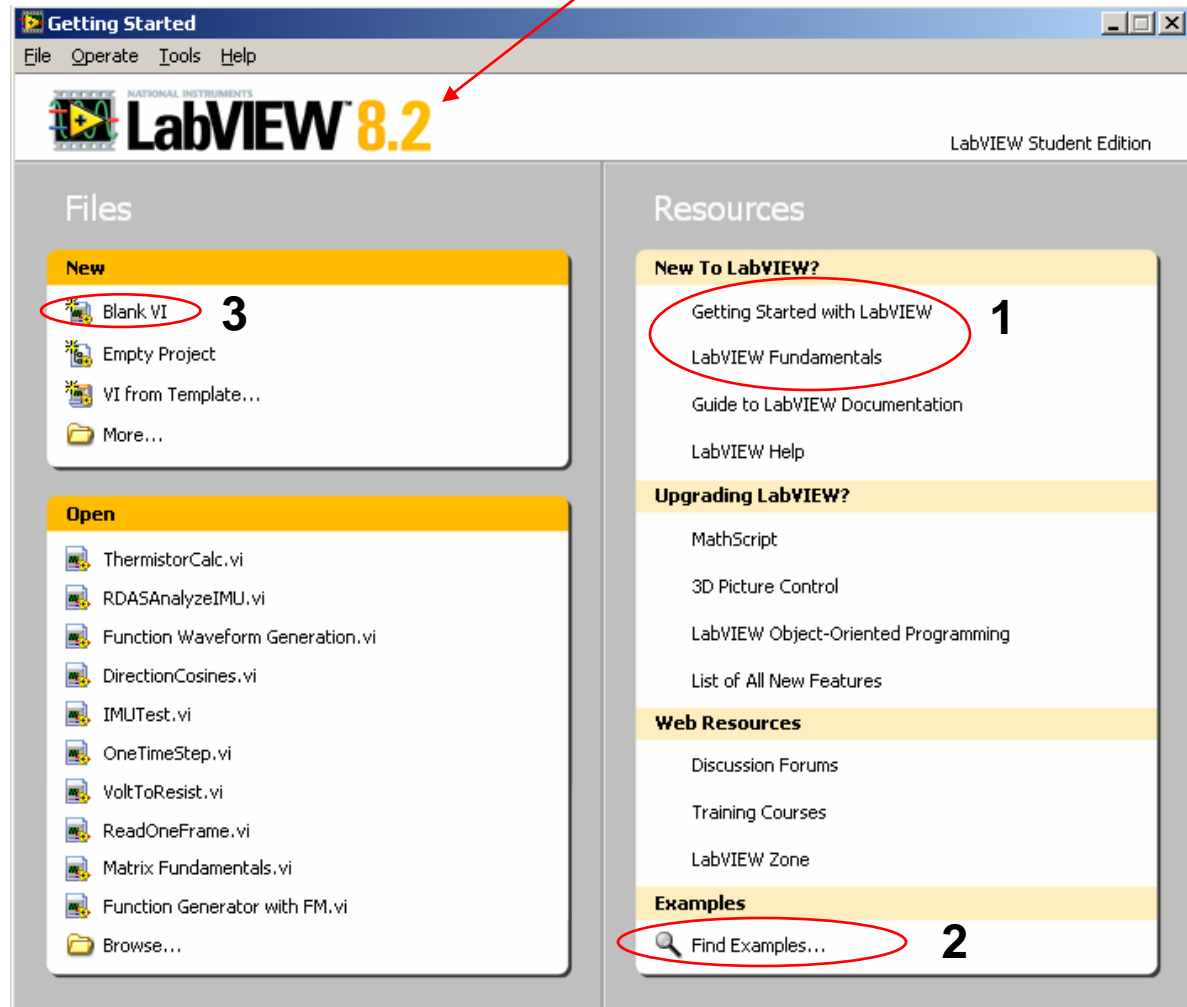 Getting Started
File Operate Tools Help
NATIONAL INSTRUMENTS
LabVIEW™ 8.2
LabVIEW Student Edition
Files
New
Blank VI 3
Empty Project
VI from Template...
More...
Open
ThermistorCalc.vi
RDASAnalyzeIMU.vi
Function Waveform Generation.vi
DirectionCosines.vi
IMUTest.vi
OneTimeStep.vi
VoltToResist.vi
ReadOneFrame.vi
Matrix Fundamentals.vi
Function Generator with FM.vi
Browse...
Resources
New To LabVIEW?
Getting Started with LabVIEW 1
LabVIEW Fundamentals
Guide to LabVIEW Documentation
LabVIEW Help
Upgrading LabVIEW?
MathScript
3D Picture Control
LabVIEW Object-Oriented Programming
List of All New Features
Web Resources
Discussion Forums
Training Courses
LabVIEW Zone
Examples
Find Examples... 2